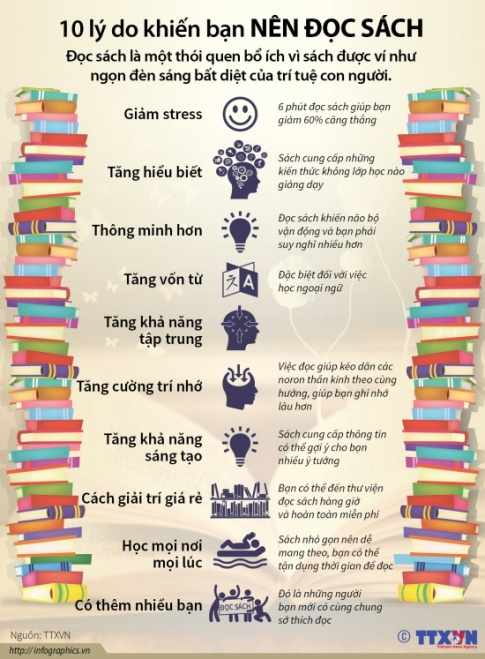 10 lý do khiến bạn NÊN ĐỌC SÁCH
Đọc sách là một thói quen bổ ích vì sách được ví như
ngọn đèn sáng bất diệt của trí tuệ con người.
Giảm stress
6 phút đọc sách giúp bạn
giảm 60% căng thẳng
Tăng hiểu biết
Sách cung cấp những
kiến thức không lớp học nào
giảng dạy
Thông minh hơn
Đọc sách khiến não bộ
vận động và bạn phải
suy nghĩ nhiều hơn
Tăng vốn từ
A
Đặc biệt đối với việc
học ngoại ngữ
Tăng khả năng
tập trung
Tăng cường trí nhớ
Việc đọc giúp kéo dãn các
noron thần kinh theo cùng
hướng, giúp bạn ghi nhớ
lâu hơn
Tăng khả năng
sáng tạo
Sách cung cấp thông tin
có thể gợi ý cho bạn
nhiều ý tưởng
Cách giải trí giá rẻ
Bạn có thể đến thư viện
đọc sách hàng giờ
và hoàn toàn miễn phí
Học mọi nơi
mọi lúc
Sách nhỏ gọn nên dễ
mang theo, bạn có thể
tận dụng thời gian để đọc
Có thêm nhiều bạn
ĐỌC SÁCH
Đó là những người
bạn mới có cùng chung
sở thích đọc
Nguồn: TTXVN
http://infographics.vn
© TTXVN
Vietnam News Agency